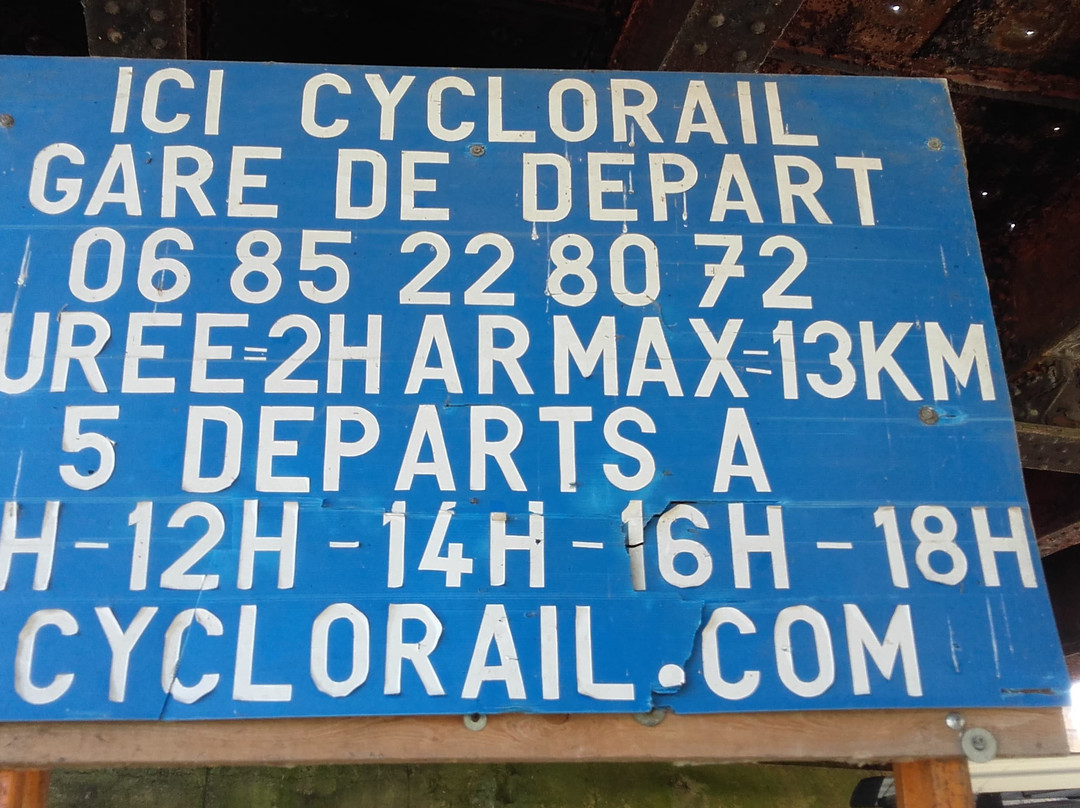 ICI CYCLORAIL
GARE DE DEPART
06 85 22 80 72
UREE=2H AR MAX=13KM
5 DEPARTS A
H - 12H - 14H - 16H - 18H
CYCLORAIL.COM